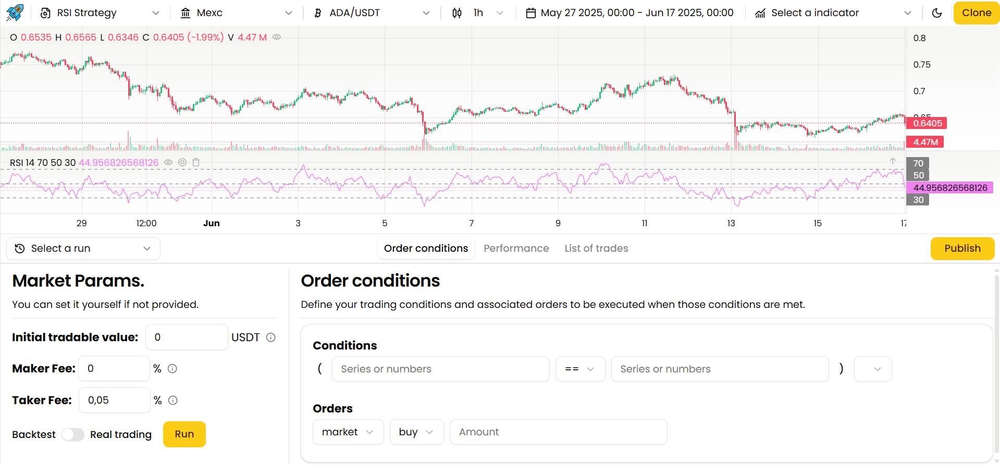 RSI Strategy
Mexc
ADA/USDT
1h
May 27 2025, 00:00 - Jun 17 2025, 00:00
Select a indicator
Clone
O 0.6535 H 0.6565 L 0.6346 C 0.6405 (−1.99%) V 4.47 M
0.8
0.75
0.7
0.65
0.6405
4.47M
RSI 14 70 50 30 44.956826568126
70
50
44.956826568126
30
29 12:00 Jun 3 5 7 9 11 13 15 17
Select a run
Order conditions
Performance
List of trades
Publish
Market Params.
You can set it yourself if not provided.
Initial tradable value: 0 USDT
Maker Fee: 0 %
Taker Fee: 0,05 %
Backtest Real trading Run
Order conditions
Define your trading conditions and associated orders to be executed when those conditions are met.
Conditions
( Series or numbers == Series or numbers )
Orders
market buy Amount